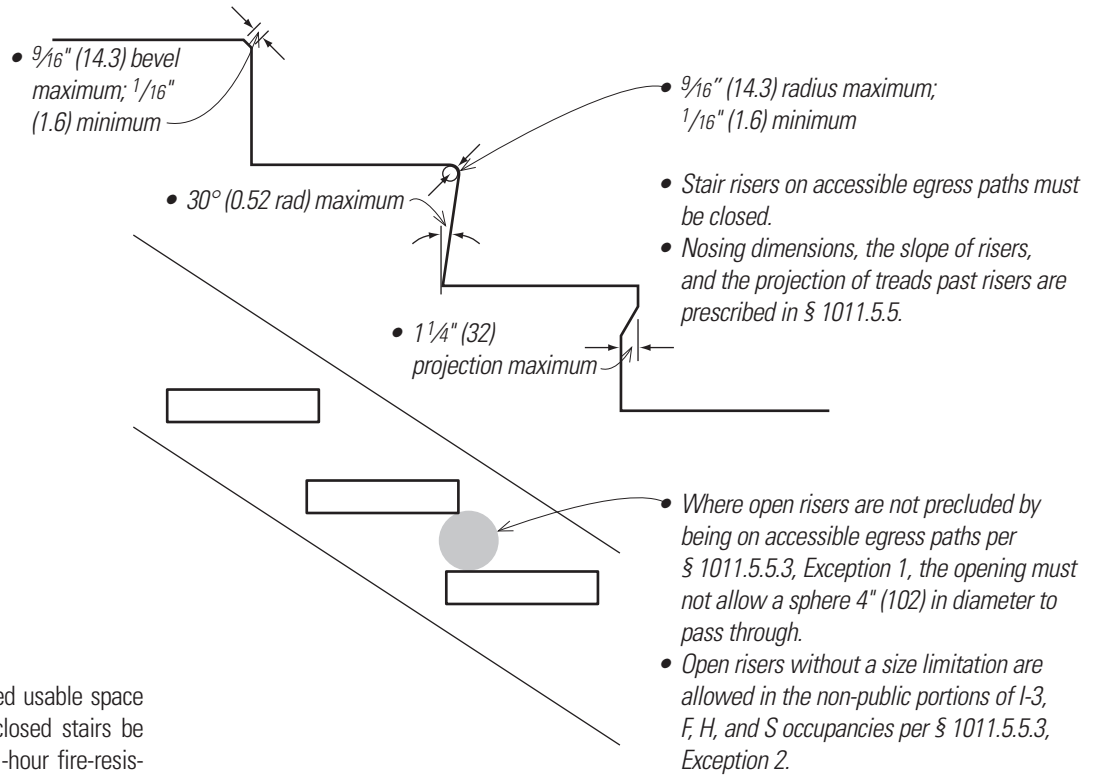 • 9/16" (14.3) bevel
maximum; 1/16"
(1.6) minimum
• 9/16" (14.3) radius maximum;
1/16" (1.6) minimum
• 30° (0.52 rad) maximum
• Stair risers on accessible egress paths must
be closed.
• Nosing dimensions, the slope of risers,
and the projection of treads past risers are
prescribed in § 1011.5.5.
• 1 1/4" (32)
projection maximum
• Where open risers are not precluded by
being on accessible egress paths per
§ 1011.5.5.3, Exception 1, the opening must
not allow a sphere 4" (102) in diameter to
pass through.
• Open risers without a size limitation are
allowed in the non-public portions of I-3,
F, H, and S occupancies per § 1011.5.5.3,
Exception 2.
ed usable space
closed stairs be
-hour fire-resis-